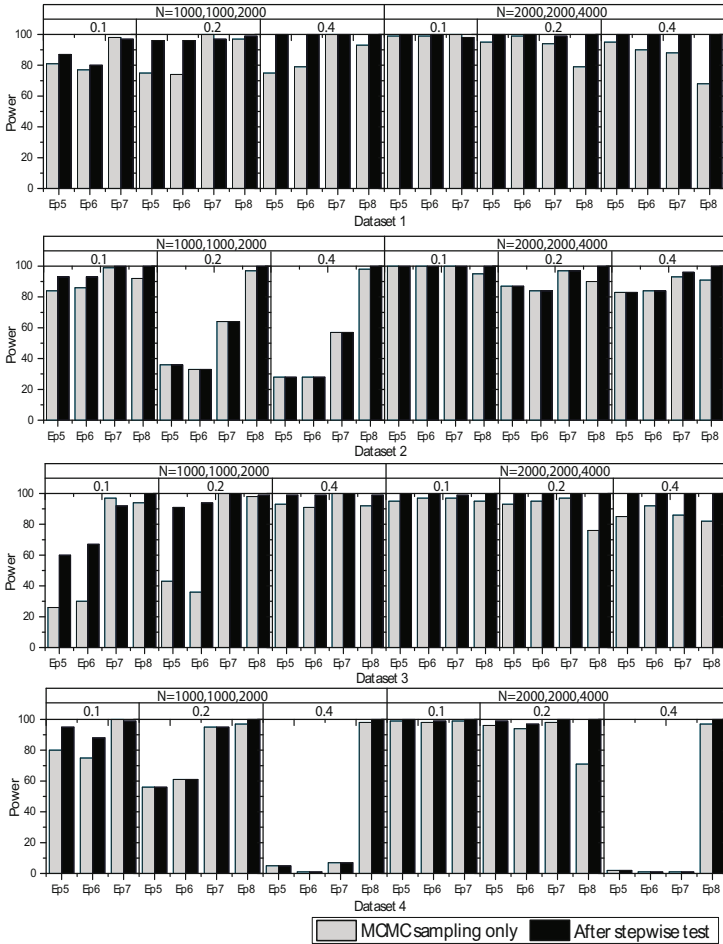 N=1000,1000,2000 N=2000,2000,4000
0.1 0.2 0.4 0.1 0.2 0.4
100
80
60
40
20
0
Power
Ep5 Ep6 Ep7 Ep5 Ep6 Ep7 Ep8 Ep5 Ep6 Ep7 Ep8 Ep5 Ep6 Ep7 Ep5 Ep6 Ep7 Ep8 Ep5 Ep6 Ep7 Ep8
Dataset 1
N=1000,1000,2000 N=2000,2000,4000
0.1 0.2 0.4 0.1 0.2 0.4
100
80
60
40
20
0
Power
Ep5 Ep6 Ep7 Ep8 Ep5 Ep6 Ep7 Ep8 Ep5 Ep6 Ep7 Ep8 Ep5 Ep6 Ep7 Ep8 Ep5 Ep6 Ep7 Ep8 Ep5 Ep6 Ep7 Ep8
Dataset 2
N=1000,1000,2000 N=2000,2000,4000
0.1 0.2 0.4 0.1 0.2 0.4
100
80
60
40
20
0
Power
Ep5 Ep6 Ep7 Ep8 Ep5 Ep6 Ep7 Ep8 Ep5 Ep6 Ep7 Ep8 Ep5 Ep6 Ep7 Ep8 Ep5 Ep6 Ep7 Ep8 Ep5 Ep6 Ep7 Ep8
Dataset 3
N=1000,1000,2000 N=2000,2000,4000
0.1 0.2 0.4 0.1 0.2 0.4
100
80
60
40
20
0
Power
Ep5 Ep6 Ep7 Ep5 Ep6 Ep7 Ep8 Ep5 Ep6 Ep7 Ep8 Ep5 Ep6 Ep7 Ep5 Ep6 Ep7 Ep8 Ep5 Ep6 Ep7 Ep8
Dataset 4
MCMC sampling only After stepwise test